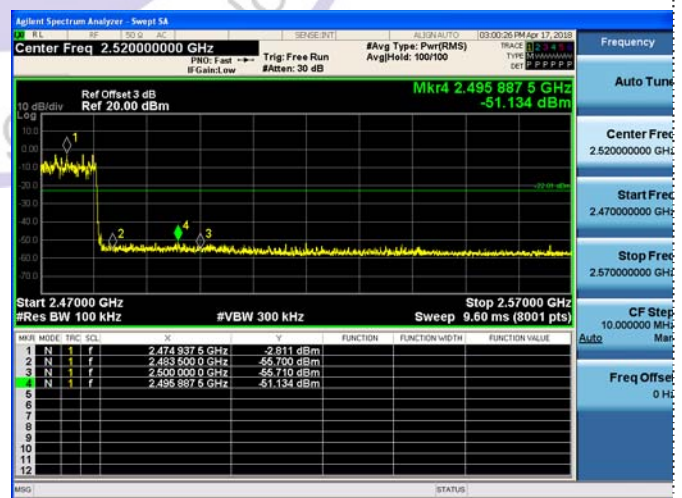 Agilent Spectrum Analyzer - Swept SA
RL RF 50 Ω AC SENSE:INT ALIGN AUTO 03:00:26 PM Apr 17, 2018
Center Freq 2.520000000 GHz #Avg Type: Pwr(RMS) TRACE 1 2 3 4 5 6
PNO: Fast Trig: Free Run Avg|Hold: 100/100 TYPE MWWWWW
IFGain:Low #Atten: 30 dB DET P P P P P P
Frequency
Auto Tune
Center Freq
2.520000000 GHz
Start Freq
2.470000000 GHz
Stop Freq
2.570000000 GHz
CF Step
10.000000 MHz
Auto Man
Freq Offset
0 Hz
Mkr4 2.495 887 5 GHz
-51.134 dBm
Ref Offset 3 dB
10 dB/div Ref 20.00 dBm
Log
10.0
0.00
-10.0
-20.0
-30.0
-40.0
-50.0
-60.0
-70.0
1
2
4
3
-22.81 dBm
Start 2.47000 GHz Stop 2.57000 GHz
#Res BW 100 kHz #VBW 300 kHz Sweep 9.60 ms (8001 pts)
MKR MODE TRC SCL X Y FUNCTION FUNCTION WIDTH FUNCTION VALUE
1 N 1 f 2.474 937 5 GHz -2.811 dBm
2 N 1 f 2.483 500 0 GHz -55.700 dBm
3 N 1 f 2.500 000 0 GHz -55.710 dBm
4 N 1 f 2.495 887 5 GHz -51.134 dBm
5
6
7
8
9
10
11
12
MSG STATUS